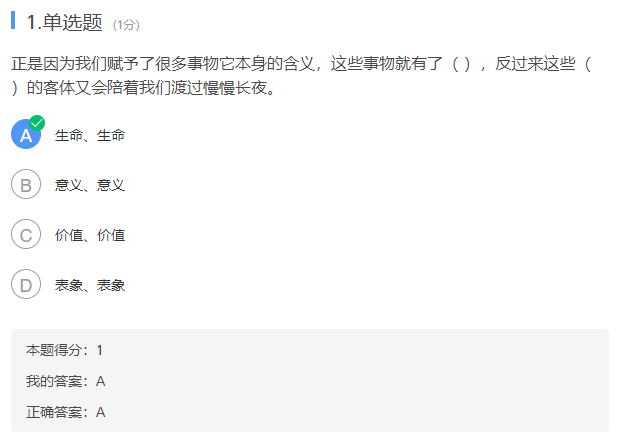 1.单选题 (1分)
正是因为我们赋予了很多事物它本身的含义，这些事物就有了（ ），反过来这些（
）的客体又会陪着我们渡过慢慢长夜。
A 生命、生命
B 意义、意义
C 价值、价值
D 表象、表象
本题得分：1
我的答案：A
正确答案：A